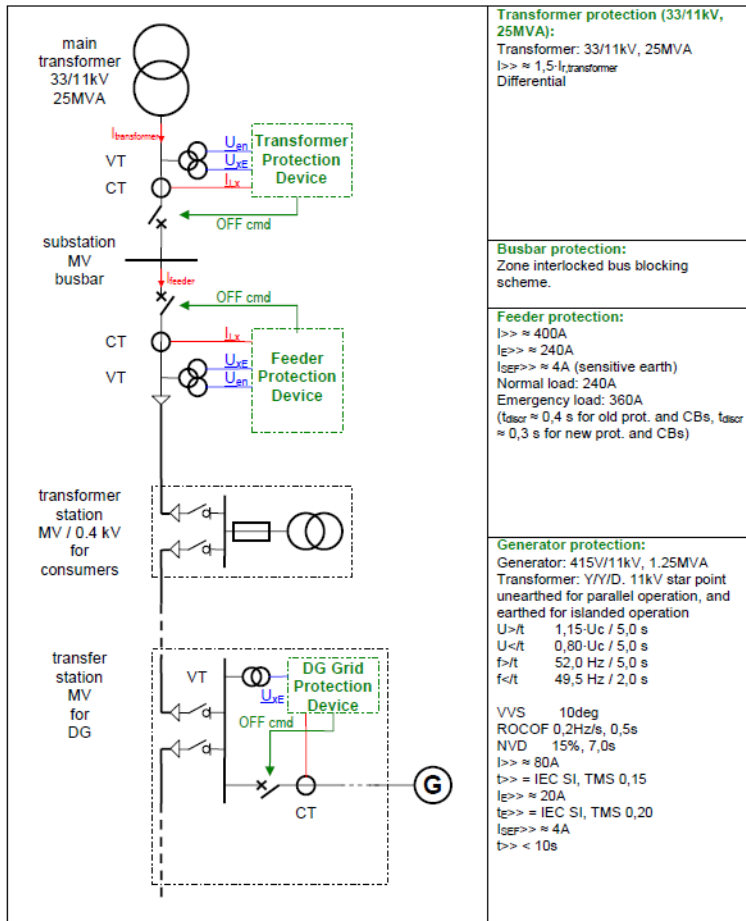 main
transformer
33/11kV
25MVA
Itransformer
VT
CT
Uen
UxE
ILx
Transformer
Protection
Device
OFF cmd
substation
MV
busbar
Ifeeder
OFF cmd
CT
VT
ILx
UxE
Uen
Feeder
Protection
Device
transformer
station
MV / 0.4 kV
for
consumers
transfer
station
MV
for
DG
VT
UxE
DG Grid
Protection
Device
OFF cmd
CT
G
Transformer protection (33/11kV,
25MVA):
Transformer: 33/11kV, 25MVA
I>> ≈ 1,5·Ir,transformer
Differential
Busbar protection:
Zone interlocked bus blocking
scheme.
Feeder protection:
I>> ≈ 400A
IE>> ≈ 240A
ISEF>> ≈ 4A (sensitive earth)
Normal load: 240A
Emergency load: 360A
(tdiscr ≈ 0,4 s for old prot. and CBs, tdiscr
≈ 0,3 s for new prot. and CBs)
Generator protection:
Generator: 415V/11kV, 1.25MVA
Transformer: Y/Y/D. 11kV star point
unearthed for parallel operation, and
earthed for islanded operation
U>/t 1,15·Uc / 5,0 s
U</t 0,80·Uc / 5,0 s
f>/t 52,0 Hz / 5,0 s
f</t 49,5 Hz / 2,0 s
VVS 10deg
ROCOF 0,2Hz/s, 0,5s
NVD 15%, 7,0s
I>> ≈ 80A
t>> = IEC SI, TMS 0,15
IE>> ≈ 20A
tE>> = IEC SI, TMS 0,20
ISEF>> ≈ 4A
t>> < 10s